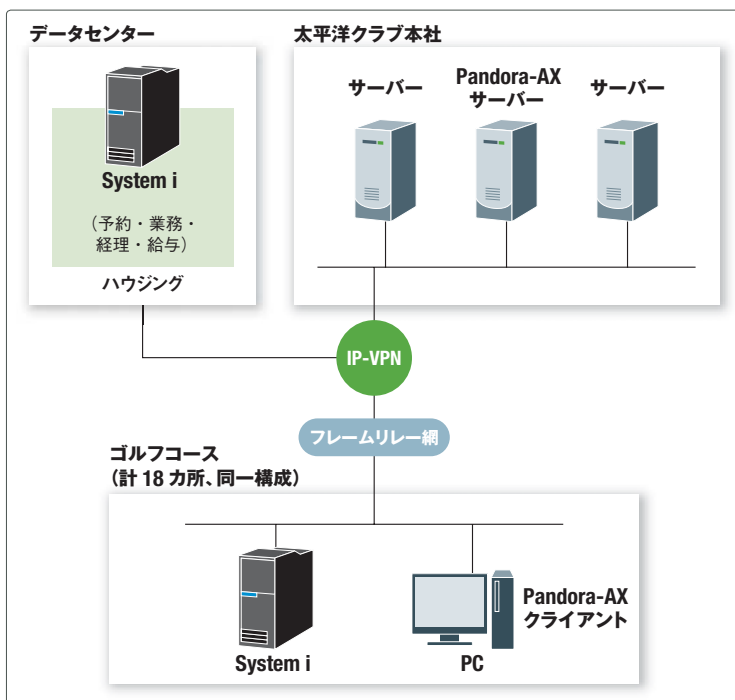 データセンター
System i
（予約・業務・
経理・給与）
ハウジング
太平洋クラブ本社
サーバー
Pandora-AX
サーバー
サーバー
IP-VPN
フレームリレー網
ゴルフコース
（計 18 カ所、同一構成）
System i
PC
Pandora-AX
クライアント